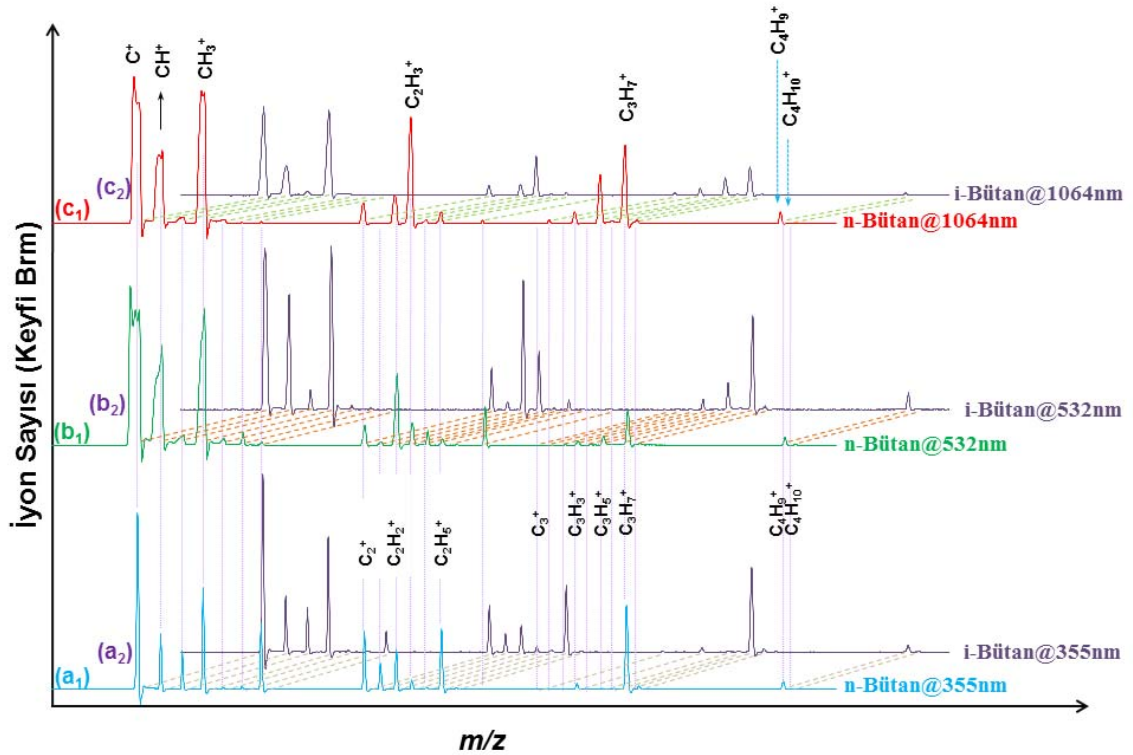 C⁺
CH⁺
CH₃⁺
C₂H₃⁺
C₃H₇⁺
C₄H₉⁺
C₄H₁₀⁺
(c₂)
i-Bütan@1064nm
(c₁)
n-Bütan@1064nm
(b₂)
i-Bütan@532nm
(b₁)
n-Bütan@532nm
C₂⁺
C₂H₂⁺
C₂H₅⁺
C₃⁺
C₃H₃⁺
C₃H₅⁺
C₃H₇⁺
C₄H₉⁺
C₄H₁₀⁺
(a₂)
i-Bütan@355nm
(a₁)
n-Bütan@355nm
İyon Sayısı (Keyfi Brm)
m/z